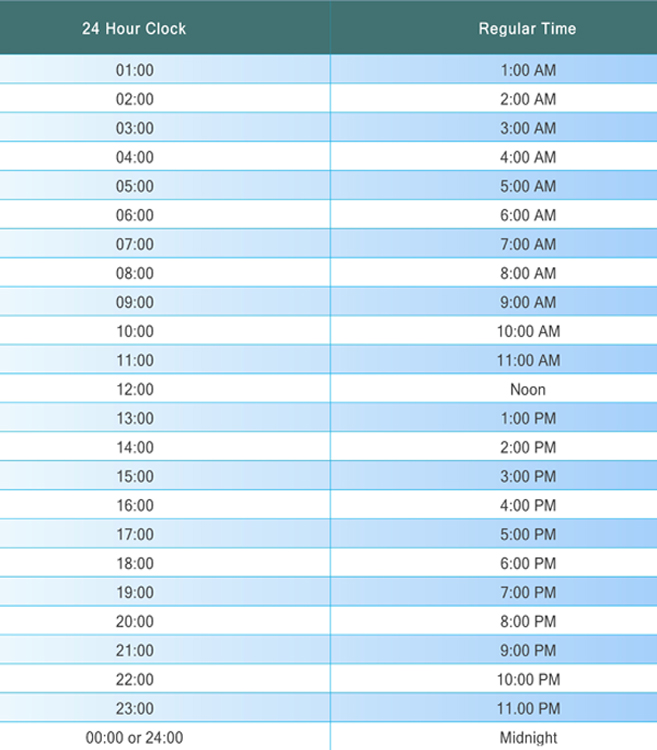 24 Hour Clock Regular Time
01:00 1:00 AM
02:00 2:00 AM
03:00 3:00 AM
04:00 4:00 AM
05:00 5:00 AM
06:00 6:00 AM
07:00 7:00 AM
08:00 8:00 AM
09:00 9:00 AM
10:00 10:00 AM
11:00 11:00 AM
12:00 Noon
13:00 1:00 PM
14:00 2:00 PM
15:00 3:00 PM
16:00 4:00 PM
17:00 5:00 PM
18:00 6:00 PM
19:00 7:00 PM
20:00 8:00 PM
21:00 9:00 PM
22:00 10:00 PM
23:00 11.00 PM
00:00 or 24:00 Midnight